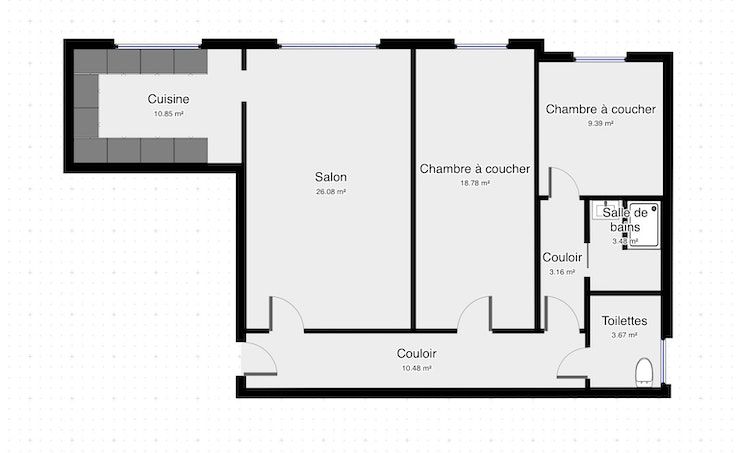 Cuisine
10.85 m²
Salon
26.08 m²
Chambre à coucher
18.78 m²
Chambre à coucher
9.39 m²
Salle de
bains
3.48 m²
Couloir
3.16 m²
Toilettes
3.67 m²
Couloir
10.48 m²